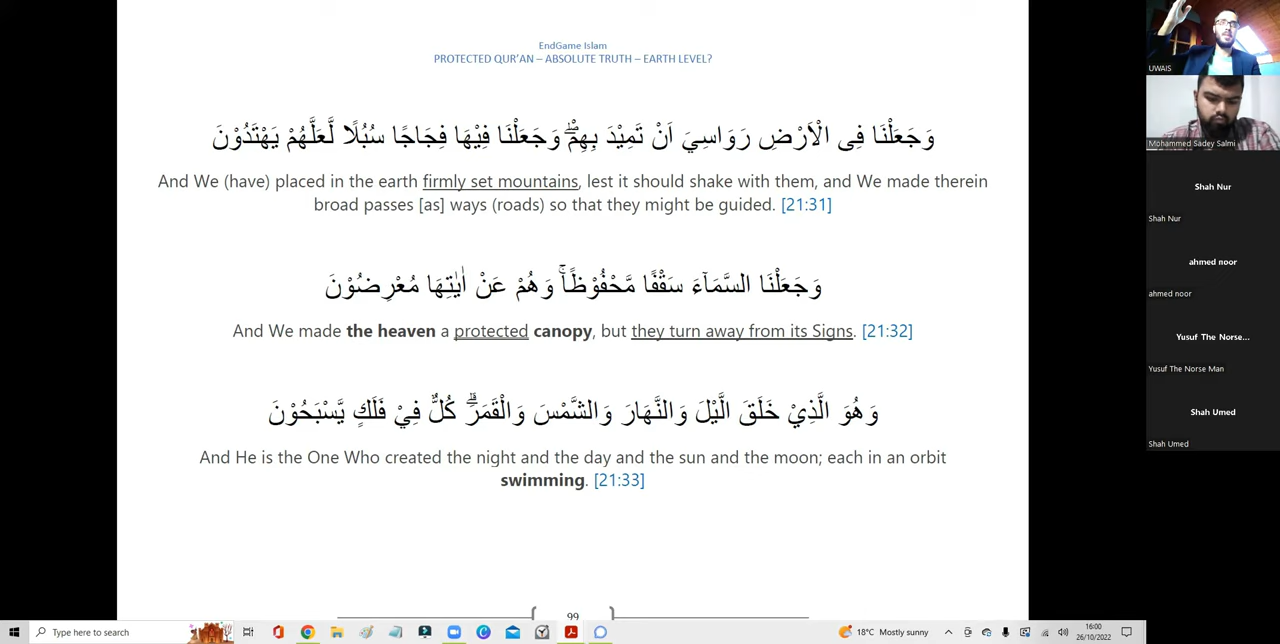 EndGame Islam
PROTECTED QUR'AN – ABSOLUTE TRUTH – EARTH LEVEL?
وَجَعَلْنَا فِى الْاَرْضِ رَوَاسِيَ اَنْ تَمِيْدَ بِهِمْ ۖ وَجَعَلْنَا فِيْهَا فِجَاجًا سُبُلًا لَّعَلَّهُمْ يَهْتَدُوْنَ
And We (have) placed in the earth firmly set mountains, lest it should shake with them, and We made therein
broad passes [as] ways (roads) so that they might be guided. [21:31]
وَجَعَلْنَا السَّمَآءَ سَقْفًا مَّحْفُوْظًا ۚ وَهُمْ عَنْ اٰيٰتِهَا مُعْرِضُوْنَ
And We made the heaven a protected canopy, but they turn away from its Signs. [21:32]
وَهُوَ الَّذِيْ خَلَقَ الَّيْلَ وَالنَّهَارَ وَالشَّمْسَ وَالْقَمَرَ ۗ كُلٌّ فِيْ فَلَكٍ يَّسْبَحُوْنَ
And He is the One Who created the night and the day and the sun and the moon; each in an orbit
swimming. [21:33]
99
UWAIS
Mohammed Sadey Salmi
Shah Nur
Shah Nur
ahmed noor
ahmed noor
Yusuf The Norse...
Yusuf The Norse Man
Shah Umed
Shah Umed
Type here to search
18°C Mostly sunny
16:00
26/10/2022